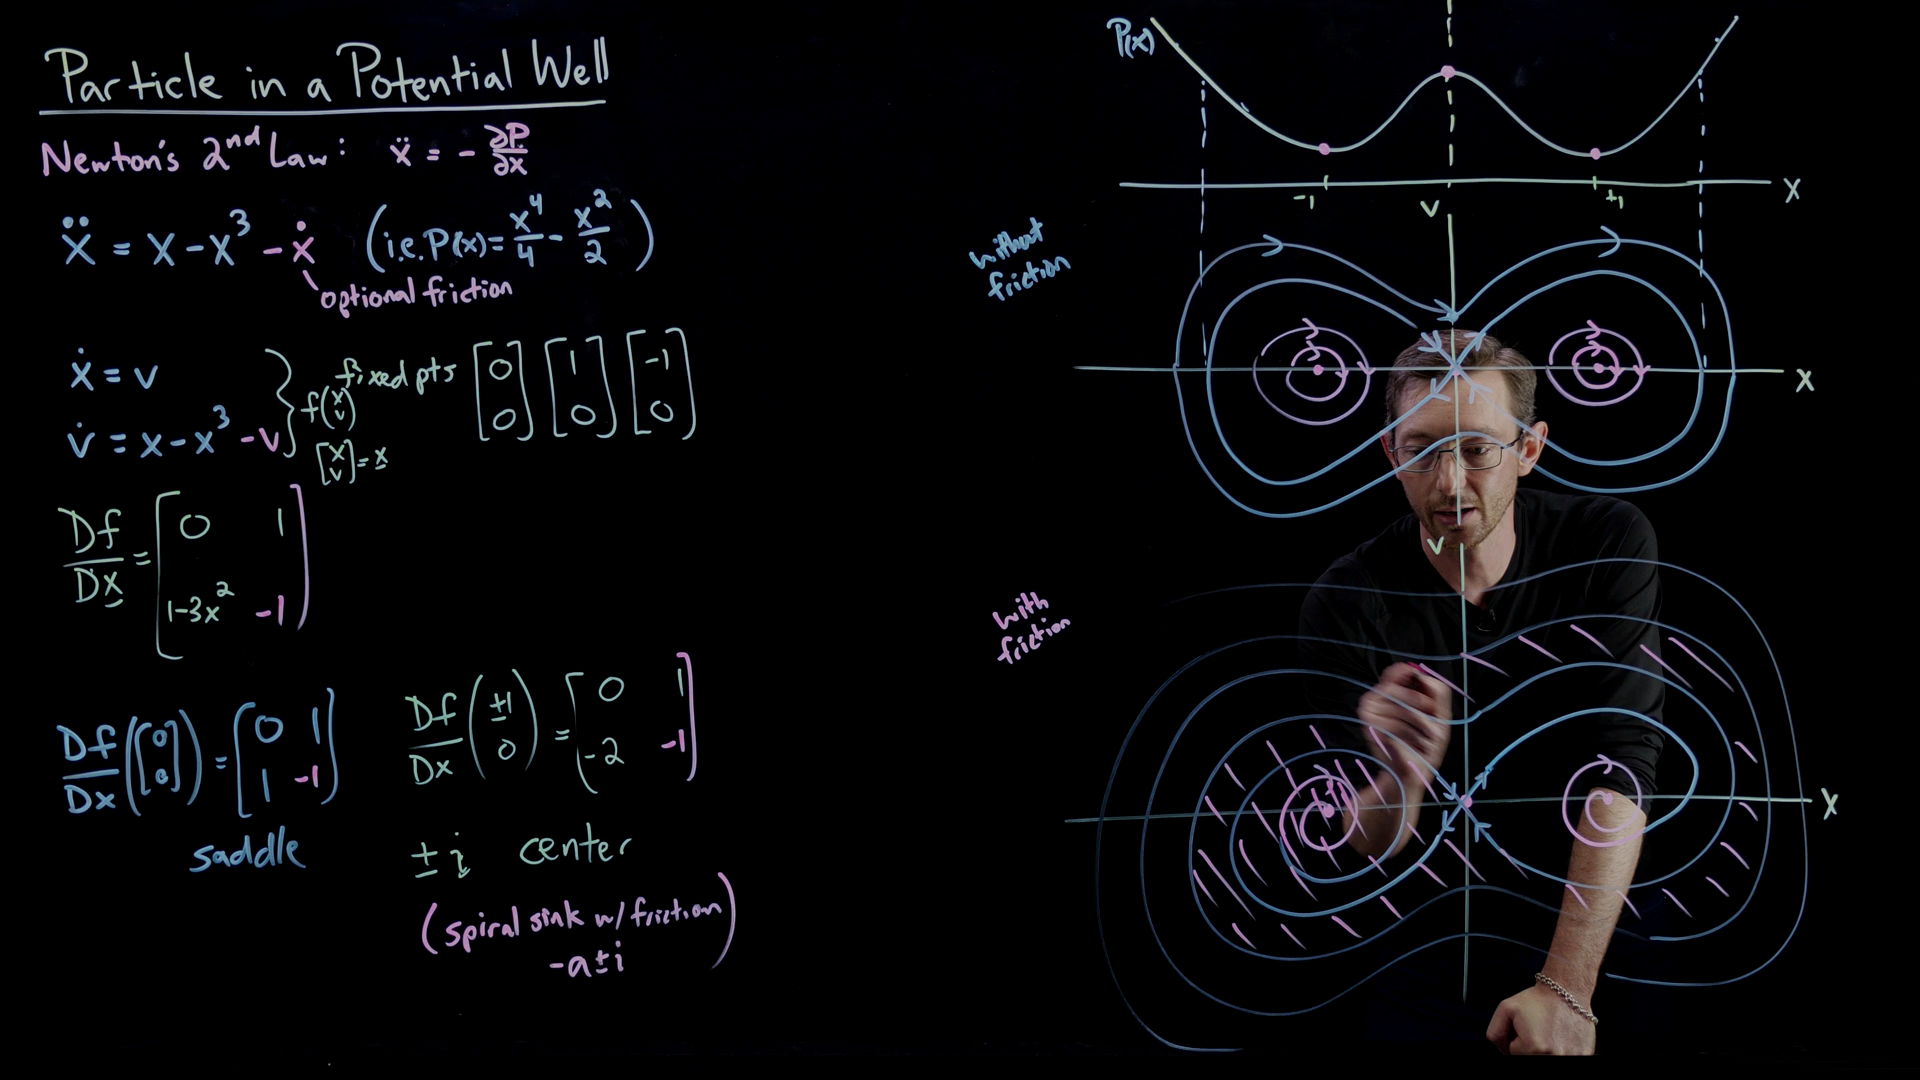 Particle in a Potential Well
Newton's 2nd Law: ẍ = - ∂P/∂x
ẍ = x - x³ - ẋ (i.e. P(x) = x⁴/4 - x²/2)
optional friction
ẋ = v
v̇ = x - x³ - v
f(x v)
[x v] = x
fixed pts [0 0] [1 0] [-1 0]
Df/Dx = [0 1 1-3x² -1]
Df/Dx ([0 0]) = [0 1 1 -1]
saddle
Df/Dx (±1 0) = [0 1 -2 -1]
± i center
(spiral sink w/ friction)
-a ± i
P(x)
-1
+1
x
v
without
friction
x
v
with
friction
x